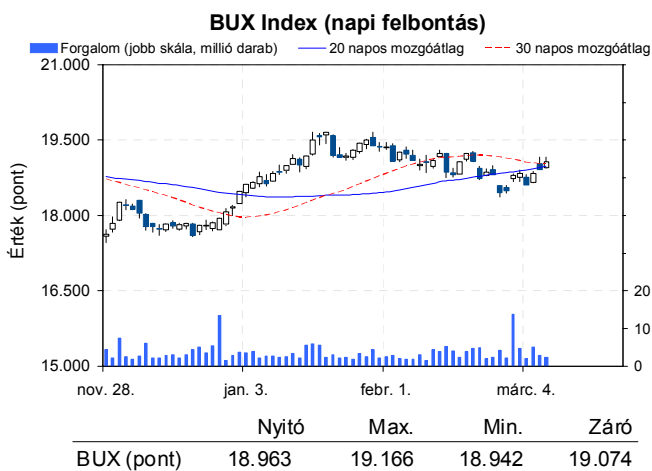 BUX Index (napi felbontás)
Forgalom (jobb skála, millió darab) 20 napos mozgóátlag 30 napos mozgóátlag
21.000
19.500
18.000
16.500
15.000
Érték (pont)
20
10
0
nov. 28. jan. 3. febr. 1. márc. 4.
Nyitó Max. Min. Záró
BUX (pont) 18.963 19.166 18.942 19.074